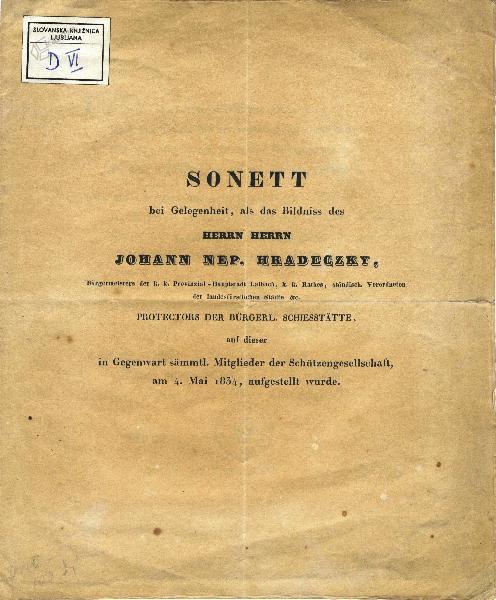 SLOVANSKA KNJIŽNICA
LJUBLJANA
D VI
SONETT
bei Gelegenheit, als das Bildniss des
HERRN HERRN
JOHANN NEP. HRADECZKY,
Bürgermeisters der k. k. Provinzial-Hauptstadt Laibach, k. k. Rathes, ständisch. Verordneten
der landesfürstlichen Städte &c.
PROTECTORS DER BÜRGERL. SCHIESSTÄTTE,
auf dieser
in Gegenwart sämmtl. Mitglieder der Schützengesellschaft,
am 4. Mai 1834, aufgestellt wurde.